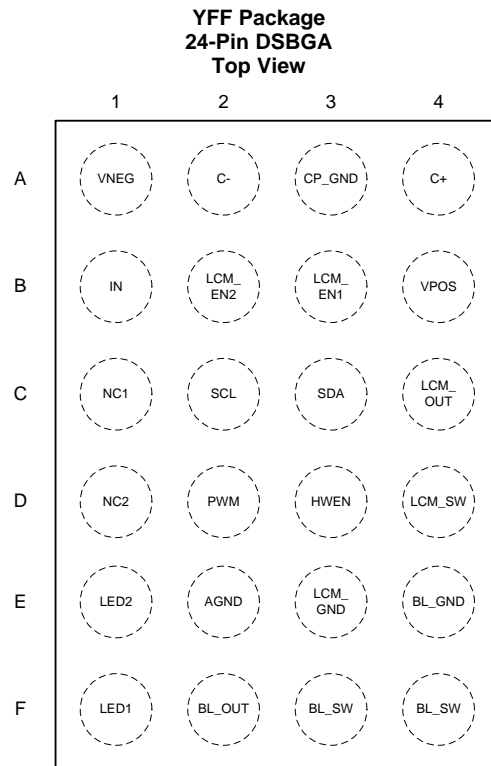 YFF Package
24-Pin DSBGA
Top View
1 2 3 4
A VNEG C- CP_GND C+
B IN LCM_
EN2 LCM_
EN1 VPOS
C NC1 SCL SDA LCM_
OUT
D NC2 PWM HWEN LCM_SW
E LED2 AGND LCM_
GND BL_GND
F LED1 BL_OUT BL_SW BL_SW